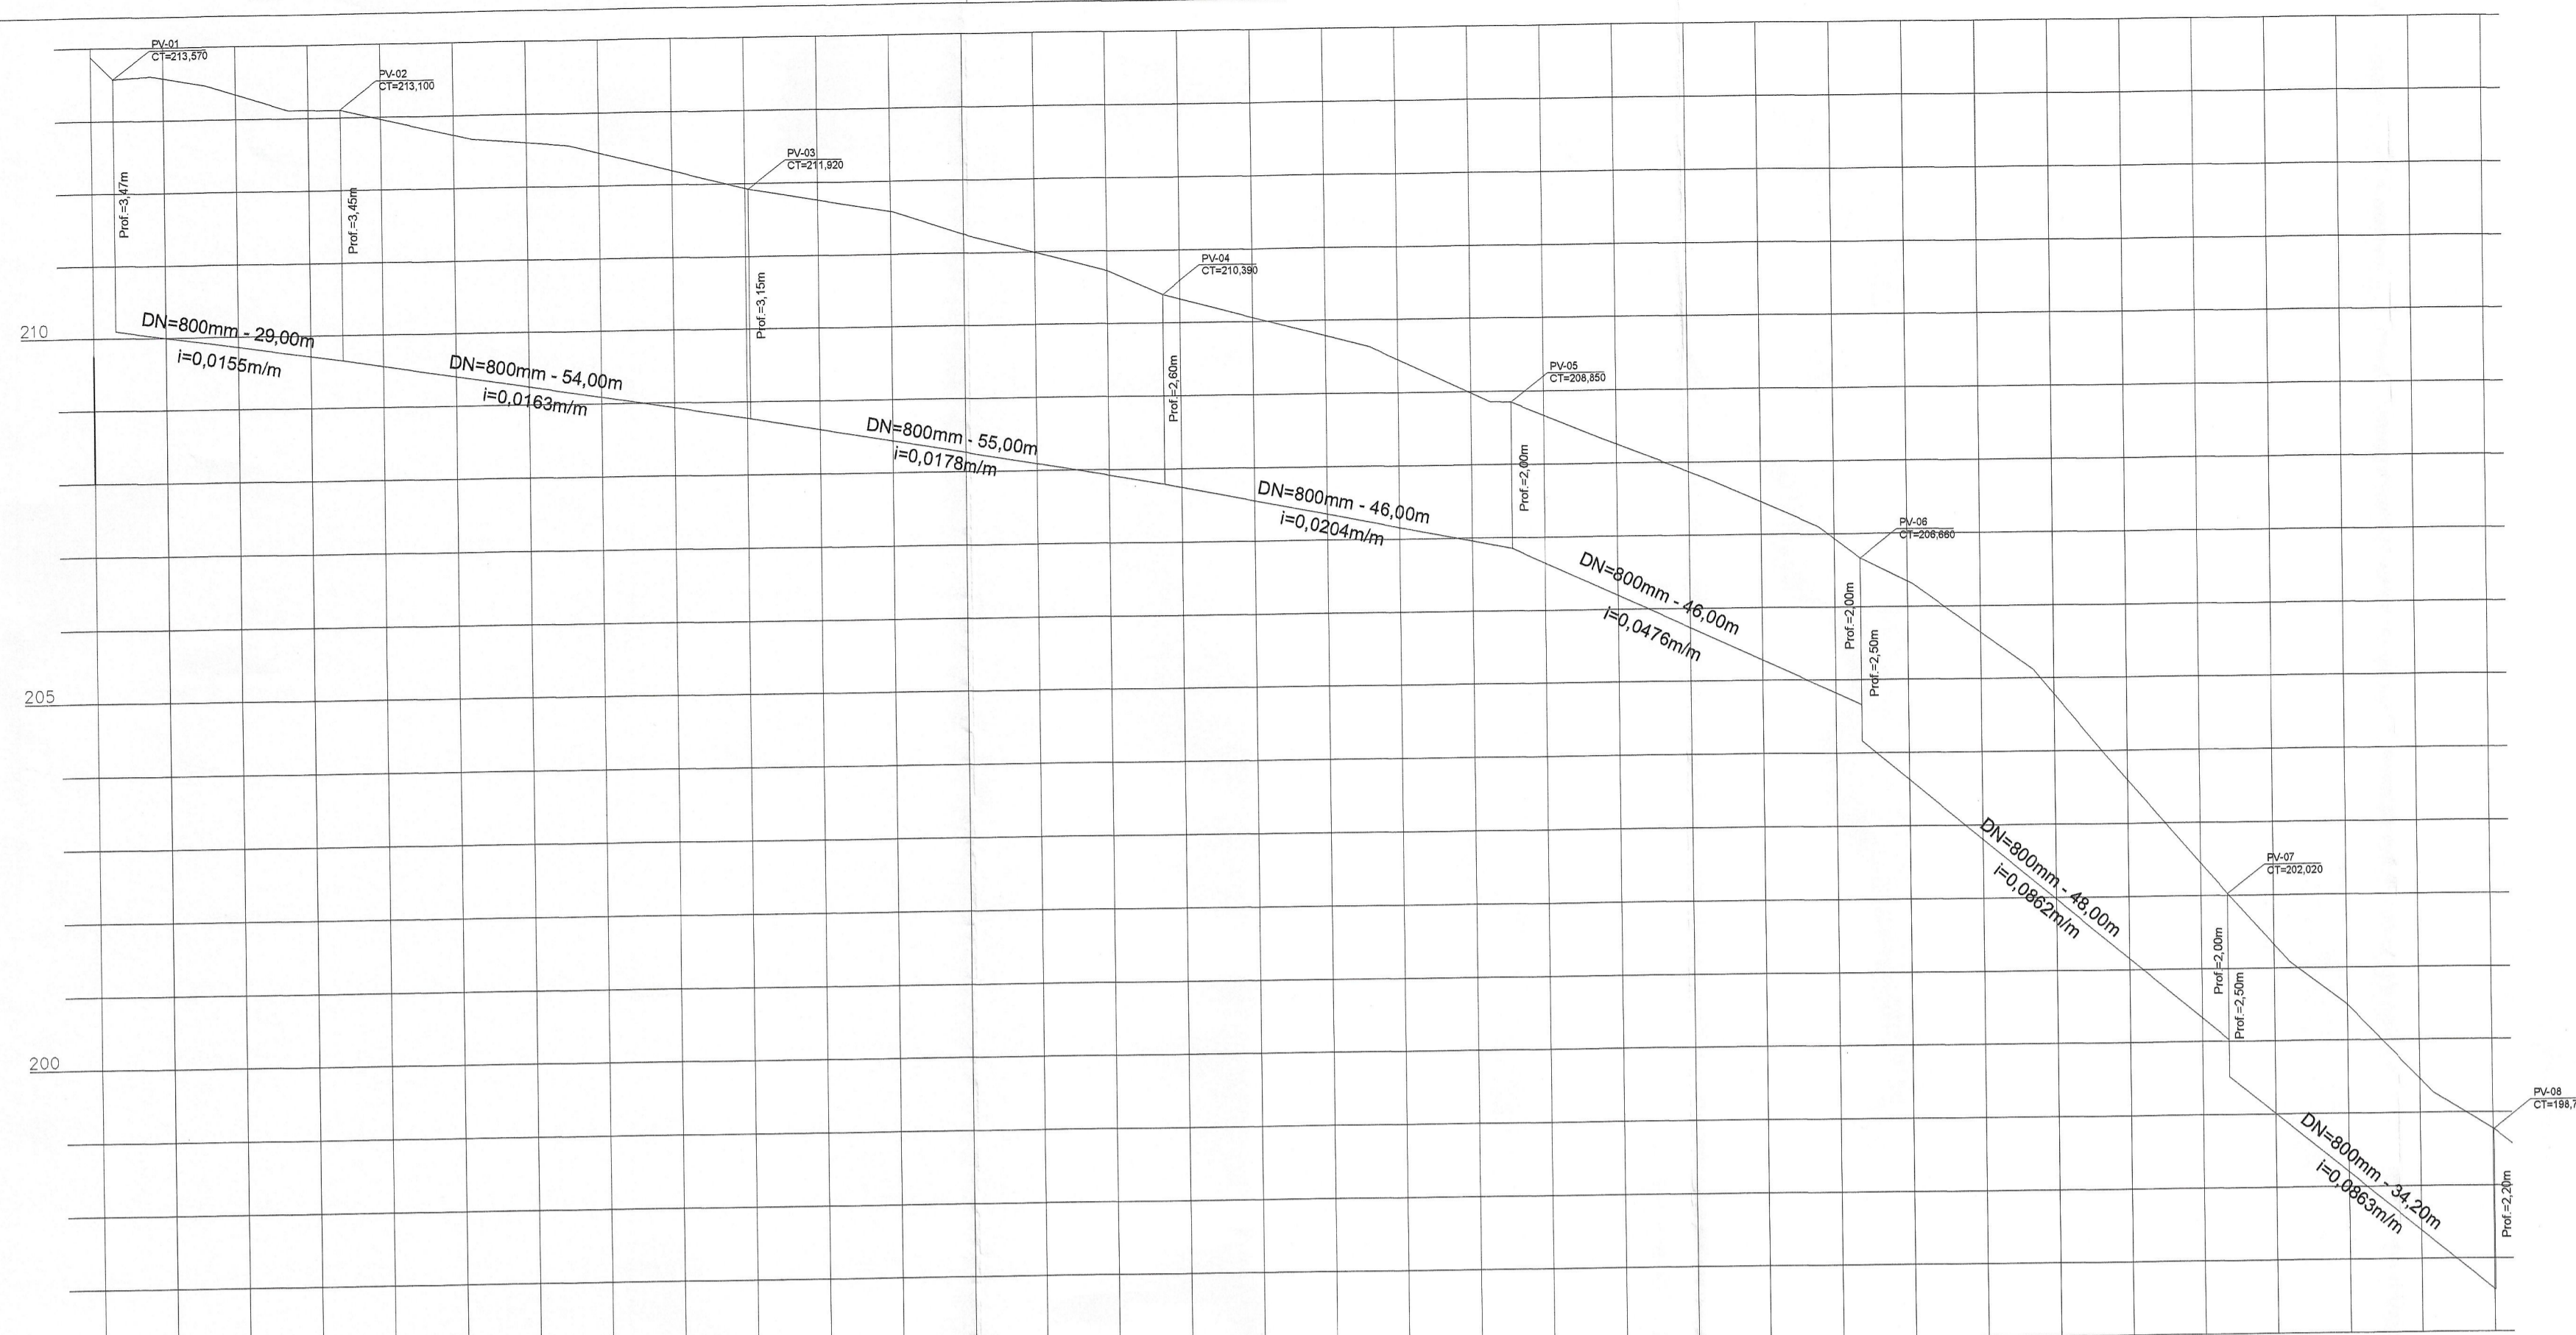 PV-01
CT=213,570
PV-02
CT=213,100
PV-03
CT=211,920
PV-04
CT=210,390
PV-05
CT=208,850
PV-06
CT=206,660
PV-07
CT=202,020
PV-08
CT=198,7
Prof.=3,47m
Prof.=3,45m
Prof.=3,15m
Prof.=2,60m
Prof.=2,00m
Prof.=2,00m
Prof.=2,50m
Prof.=2,00m
Prof.=2,50m
Prof.=2,20m
210
205
200
DN=800mm - 29,00m
i=0,0155m/m
DN=800mm - 54,00m
i=0,0163m/m
DN=800mm - 55,00m
i=0,0178m/m
DN=800mm - 46,00m
i=0,0204m/m
DN=800mm - 46,00m
i=0,0476m/m
DN=800mm - 48,00m
i=0,0862m/m
DN=800mm - 34,20m
i=0,0863m/m